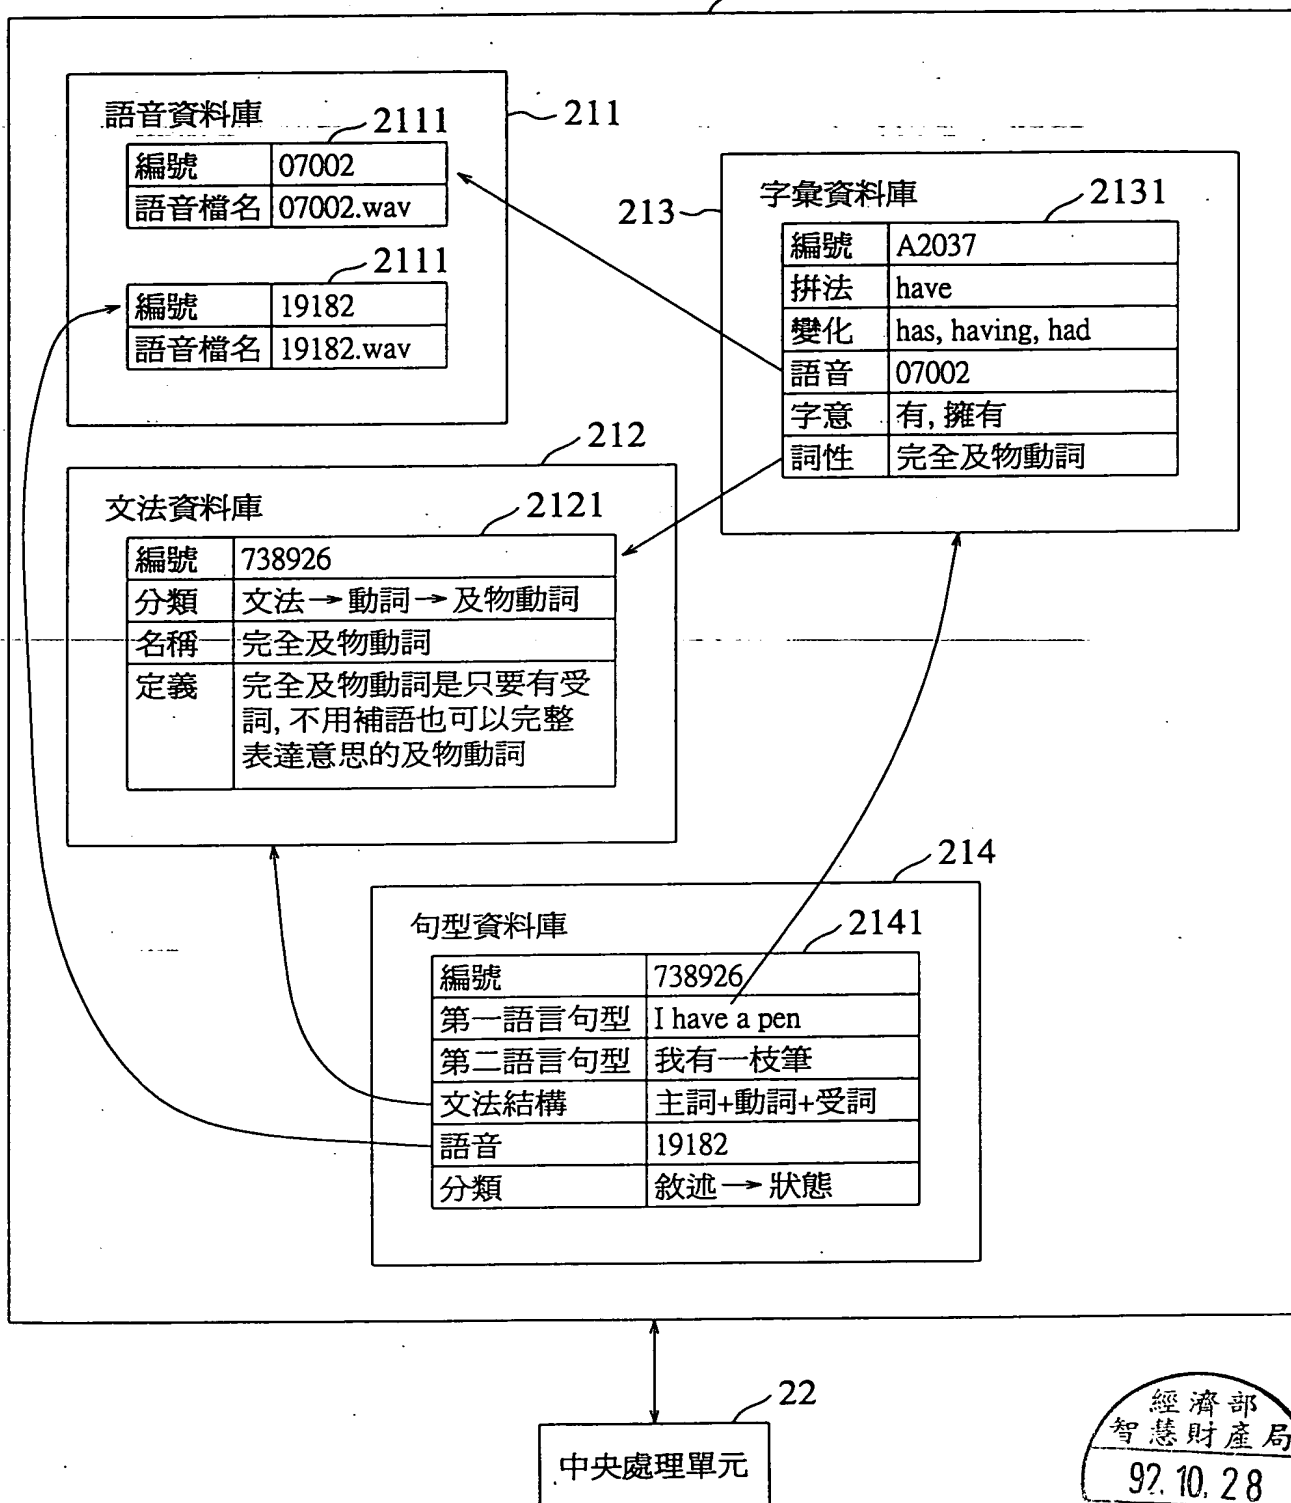 語音資料庫
2111
211
編號 07002
語音檔名 07002.wav
2111
編號 19182
語音檔名 19182.wav
213
字彙資料庫
2131
編號 A2037
拼法 have
變化 has, having, had
語音 07002
字意 有, 擁有
詞性 完全及物動詞
212
文法資料庫
2121
編號 738926
分類 文法→動詞→及物動詞
名稱 完全及物動詞
定義 完全及物動詞是只要有受
詞, 不用補語也可以完整
表達意思的及物動詞
214
句型資料庫
2141
編號 738926
第一語言句型 I have a pen
第二語言句型 我有一枝筆
文法結構 主詞+動詞+受詞
語音 19182
分類 敘述→狀態
22
中央處理單元
經濟部
智慧財產局
92.10.28